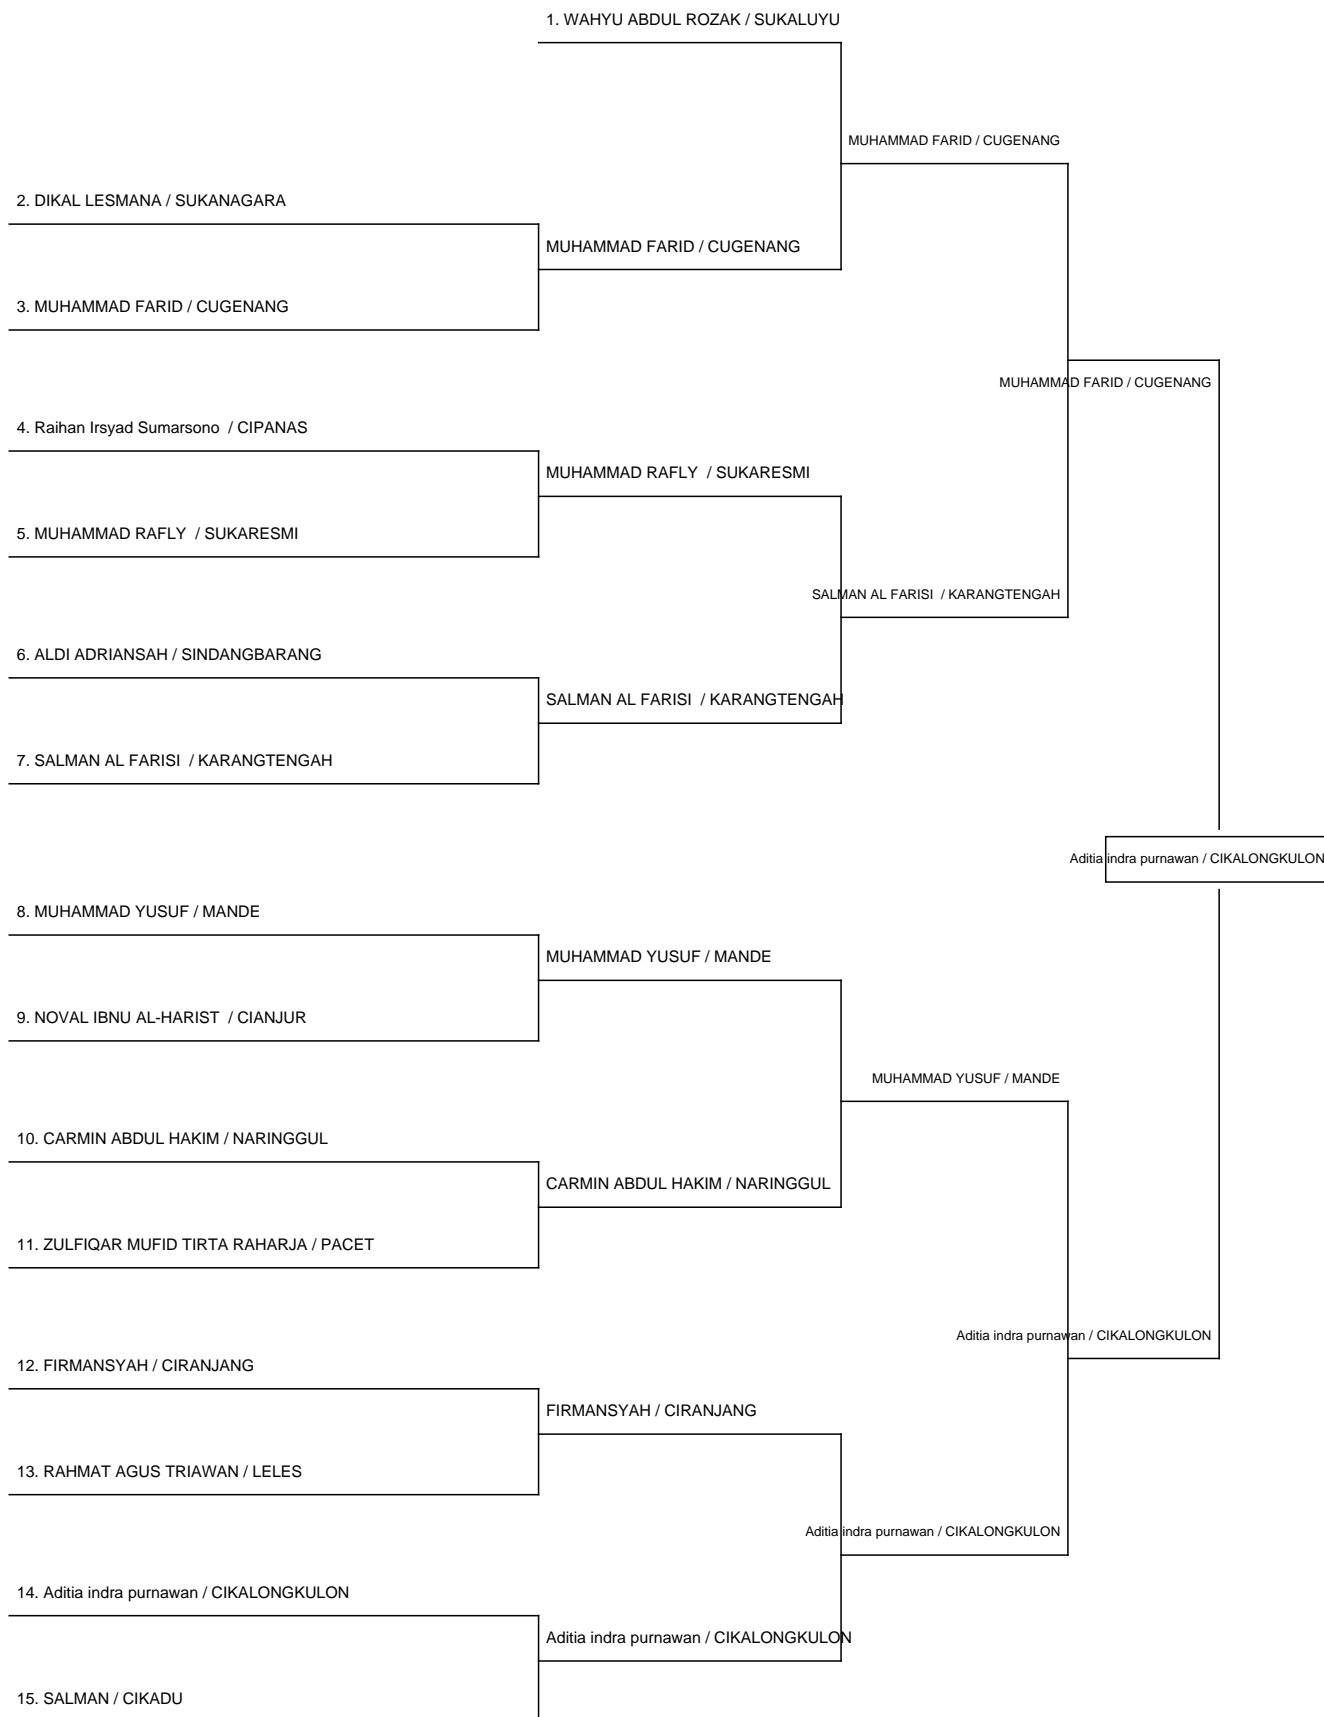 1. WAHYU ABDUL ROZAK / SUKALUYU
MUHAMMAD FARID / CUGENANG
2. DIKAL LESMANA / SUKANAGARA
MUHAMMAD FARID / CUGENANG
3. MUHAMMAD FARID / CUGENANG
MUHAMMAD FARID / CUGENANG
4. Raihan Irsyad Sumarsono / CIPANAS
MUHAMMAD RAFLY / SUKARESMI
5. MUHAMMAD RAFLY / SUKARESMI
SALMAN AL FARISI / KARANGTENGAH
6. ALDI ADRIANSAH / SINDANGBARANG
SALMAN AL FARISI / KARANGTENGAH
7. SALMAN AL FARISI / KARANGTENGAH
Aditia indra purnawan / CIKALONGKULON
8. MUHAMMAD YUSUF / MANDE
MUHAMMAD YUSUF / MANDE
9. NOVAL IBNU AL-HARIST / CIANJUR
MUHAMMAD YUSUF / MANDE
10. CARMIN ABDUL HAKIM / NARINGGUL
CARMIN ABDUL HAKIM / NARINGGUL
11. ZULFIQAR MUFID TIRTA RAHARJA / PACET
Aditia indra purnawan / CIKALONGKULON
12. FIRMANSYAH / CIRANJANG
FIRMANSYAH / CIRANJANG
13. RAHMAT AGUS TRIAWAN / LELES
Aditia indra purnawan / CIKALONGKULON
14. Aditia indra purnawan / CIKALONGKULON
Aditia indra purnawan / CIKALONGKULON
15. SALMAN / CIKADU